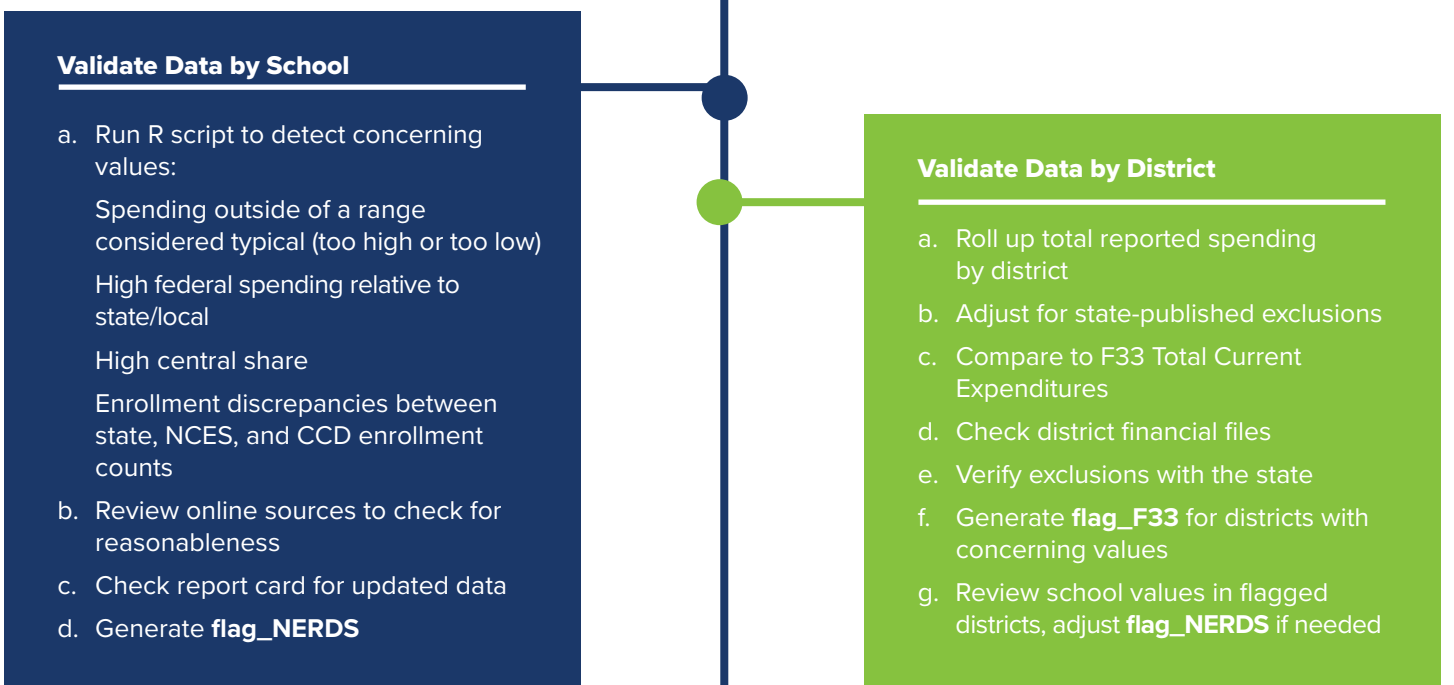 Validate Data by School
a. Run R script to detect concerning
values:
Spending outside of a range
considered typical (too high or too low)
High federal spending relative to
state/local
High central share
Enrollment discrepancies between
state, NCES, and CCD enrollment
counts
b. Review online sources to check for
reasonableness
c. Check report card for updated data
d. Generate flag_NERDS
Validate Data by District
a. Roll up total reported spending
by district
b. Adjust for state-published exclusions
c. Compare to F33 Total Current
Expenditures
d. Check district financial files
e. Verify exclusions with the state
f. Generate flag_F33 for districts with
concerning values
g. Review school values in flagged
districts, adjust flag_NERDS if needed